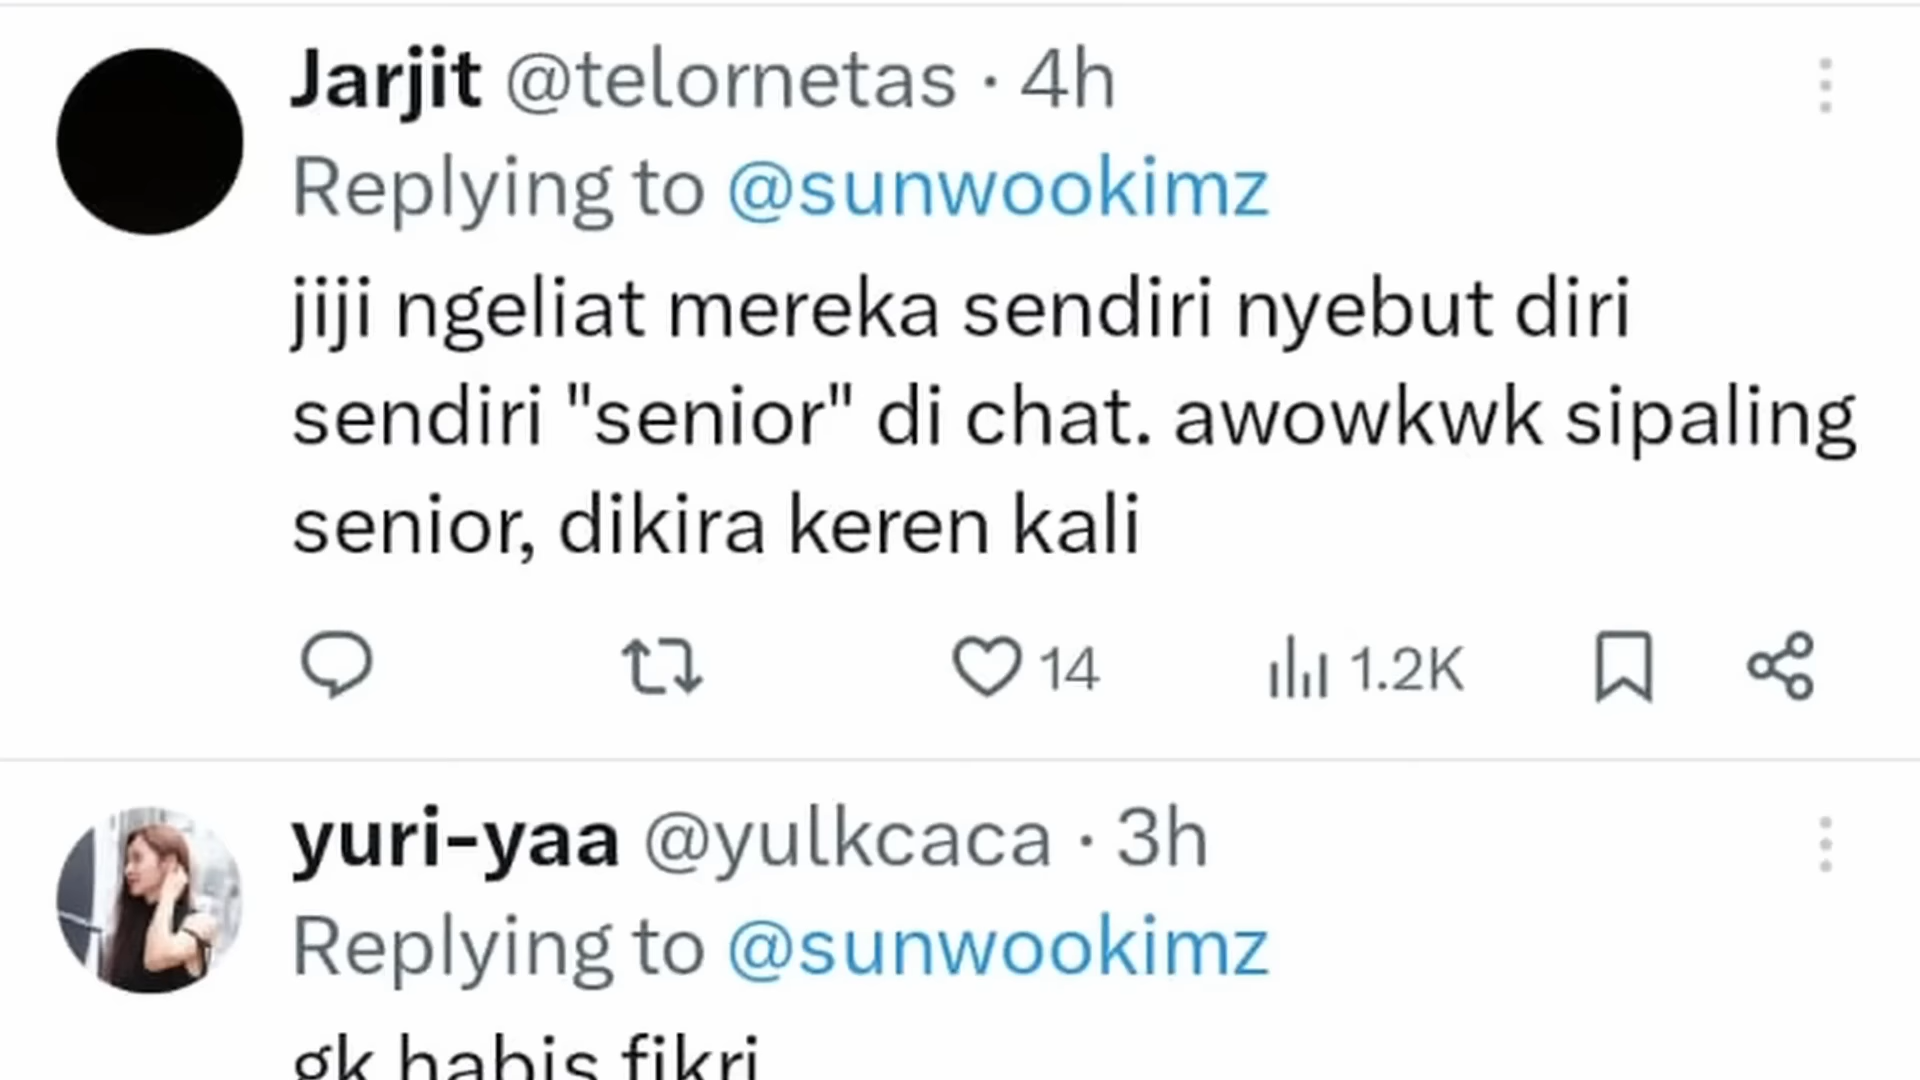 Jarjit @telornetas · 4h
Replying to @sunwookimz
jiji ngeliat mereka sendiri nyebut diri
sendiri "senior" di chat. awowkwk sipaling
senior, dikira keren kali
14 1.2K
yuri-yaa @yulkcaca · 3h
Replying to @sunwookimz
gk habis fikri